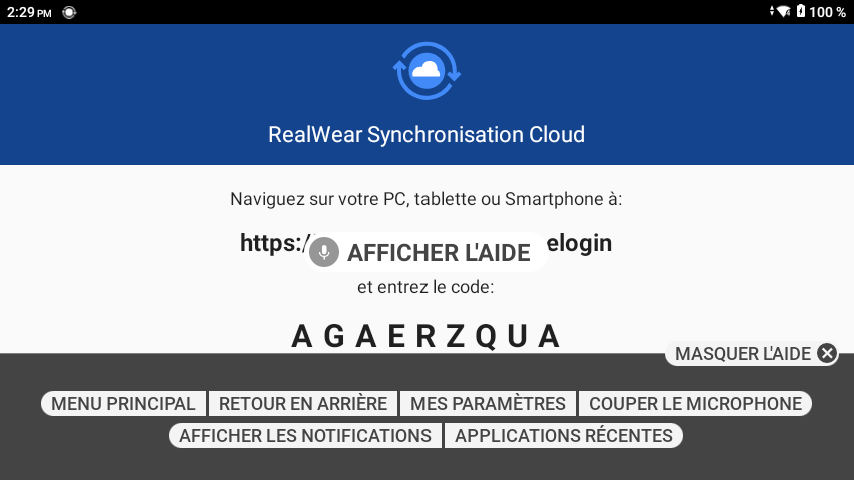 2:29 PM
100 %
RealWear Synchronisation Cloud
Naviguez sur votre PC, tablette ou Smartphone à:
https:/ elogin
AFFICHER L'AIDE
et entrez le code:
AGAERZQUA
MASQUER L'AIDE
MENU PRINCIPAL RETOUR EN ARRIÈRE MES PARAMÈTRES COUPER LE MICROPHONE
AFFICHER LES NOTIFICATIONS APPLICATIONS RÉCENTES